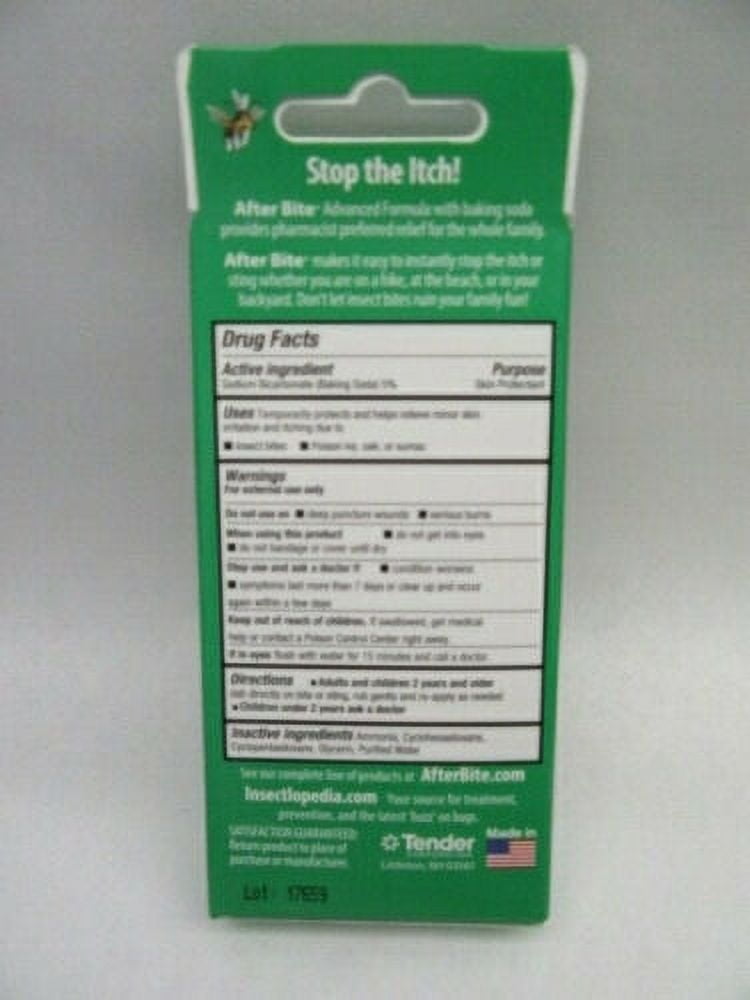 Stop the Itch!
After Bite® Advanced Formula with baking soda
provides pharmacist preferred relief for the whole family.
After Bite® makes it easy to instantly stop the itch or
sting whether you are on a hike, at the beach, or in your
backyard. Don't let insect bites ruin your family fun!
Drug Facts
Active ingredient Purpose
Sodium Bicarbonate (Baking Soda) 5% Skin Protectant
Uses Temporarily protects and helps relieve minor skin
irritation and itching due to
■ insect bites ■ Poison ivy, oak, or sumac
Warnings
For external use only
Do not use on ■ deep puncture wounds ■ serious burns
When using this product ■ do not get into eyes
■ do not bandage or cover until dry
Stop use and ask a doctor if ■ condition worsens
■ symptoms last more than 7 days or clear up and occur
again within a few days
Keep out of reach of children. If swallowed, get medical
help or contact a Poison Control Center right away.
If in eyes flush with water for 15 minutes and call a doctor
Directions ■ Adults and children 2 years and older
directly on bite or sting, rub gently and re-apply as needed
■ Children under 2 years ask a doctor
Inactive ingredients Ammonia, Cyclohexasiloxane,
Cyclopentasiloxane, Glycerin, Purified Water
See our complete line of products at AfterBite.com
Insectlopedia.com Your source for treatment,
prevention, and the latest 'buzz' on bugs.
SATISFACTION GUARANTEED:
Return product to place of
purchase or manufacturer.
Tender
CORPORATION
Littleton, NH 03561
Made in
Lot 17659